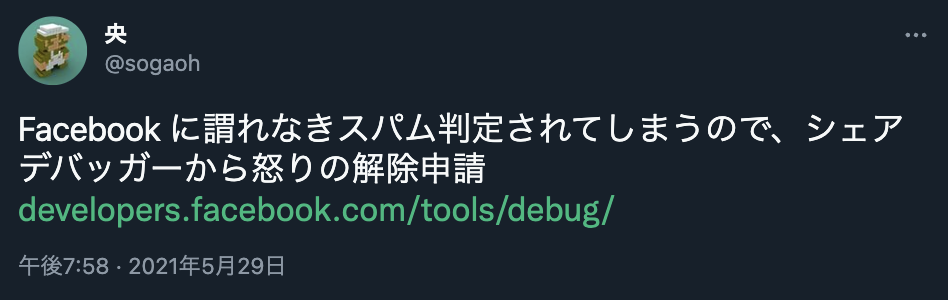 央
@sogaoh
Facebook に謂れなきスパム判定されてしまうので、シェア
デバッガーから怒りの解除申請
developers.facebook.com/tools/debug/
午後7:58 · 2021年5月29日